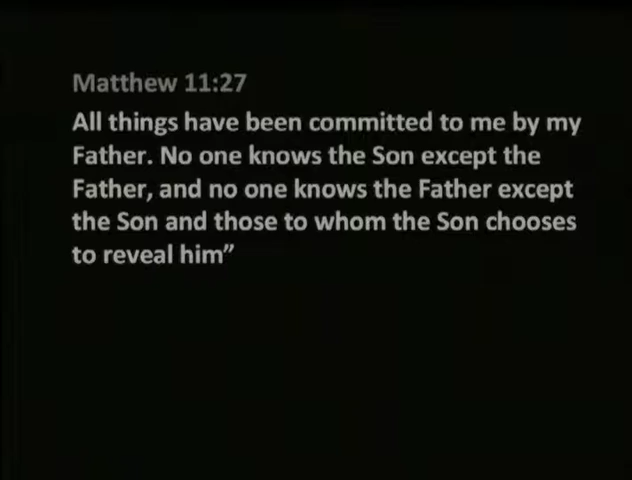 Matthew 11:27
All things have been committed to me by my
Father. No one knows the Son except the
Father, and no one knows the Father except
the Son and those to whom the Son chooses
to reveal him”